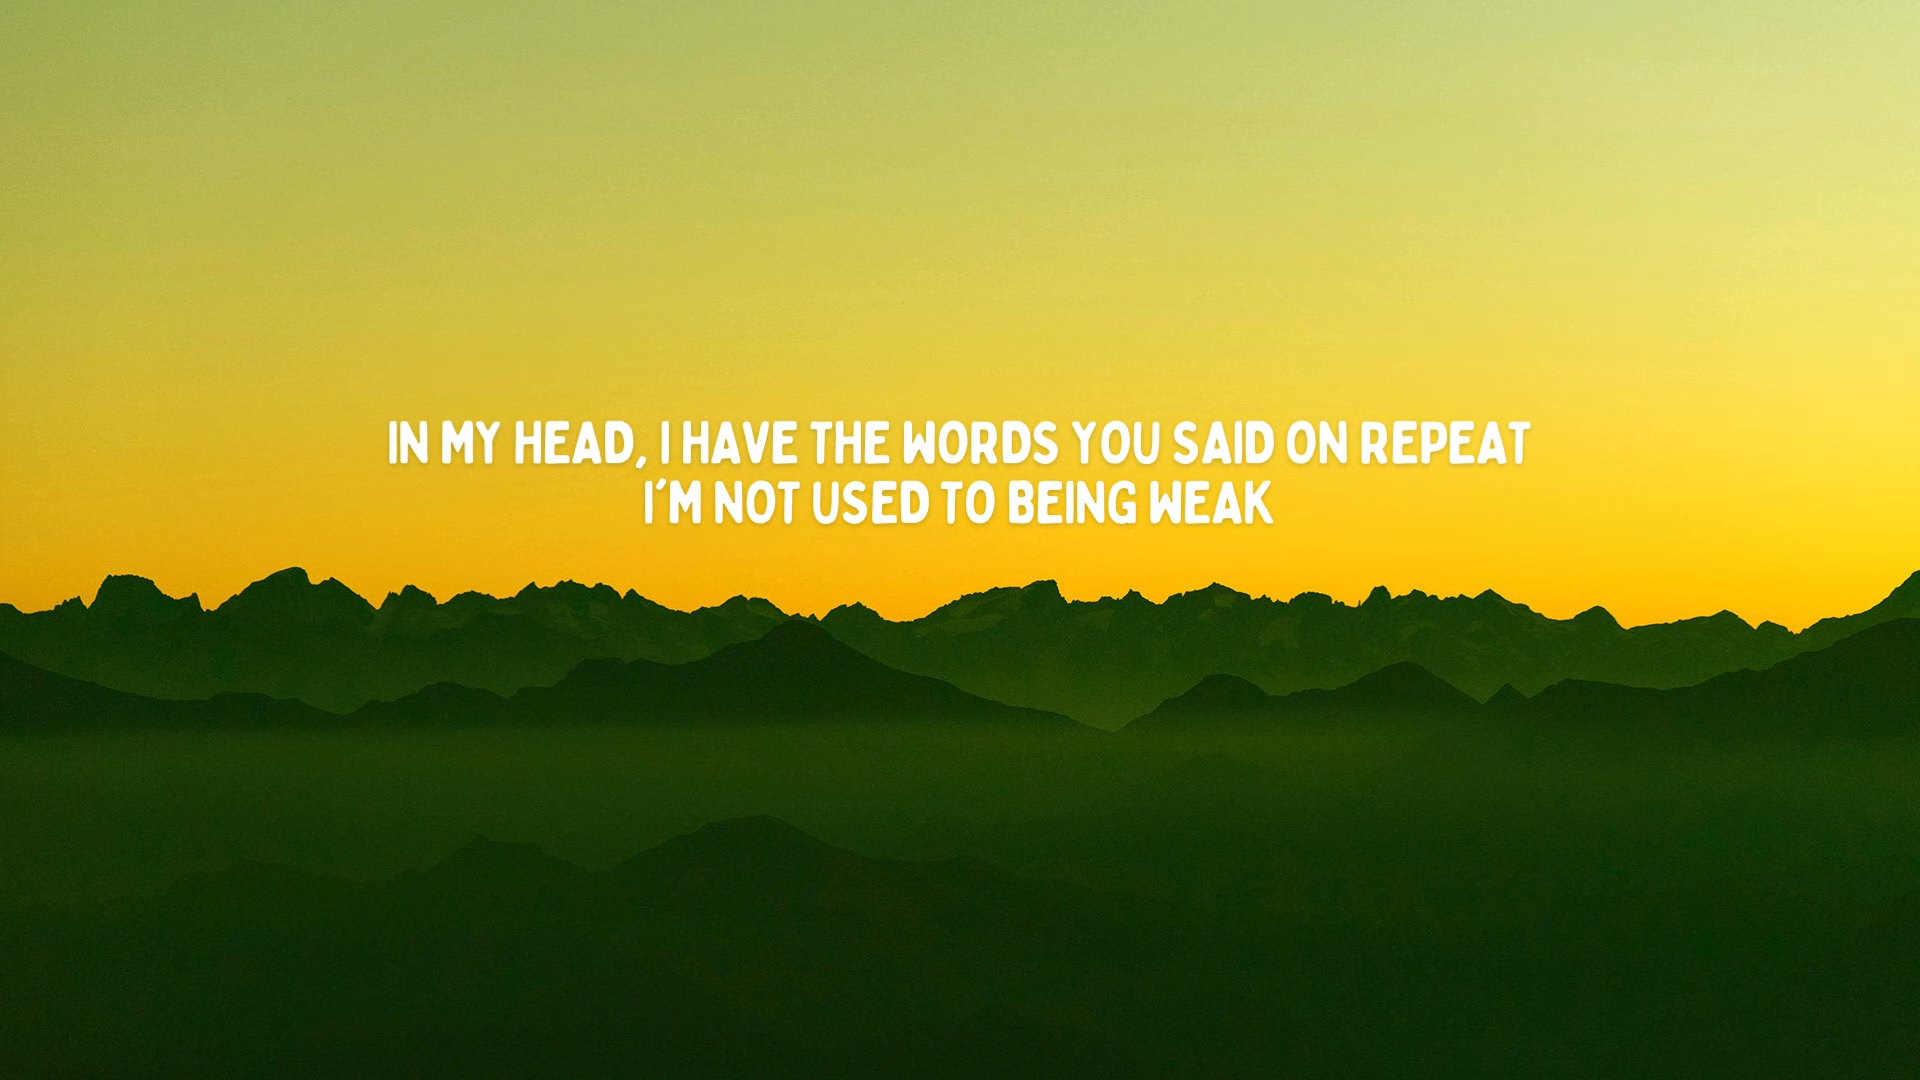 IN MY HEAD, I HAVE THE WORDS YOU SAID ON REPEAT
I'M NOT USED TO BEING WEAK